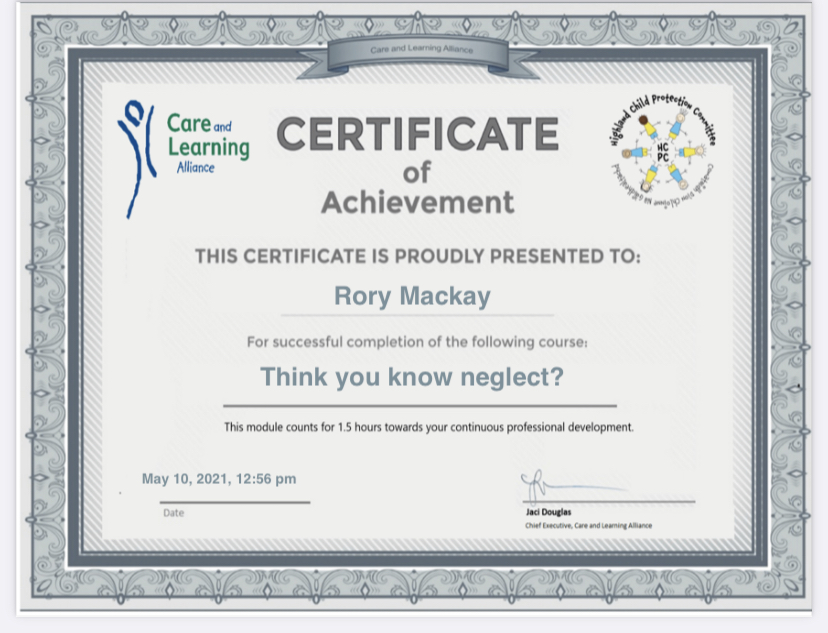 Care and Learning Alliance
Care and
Learning
Alliance
CERTIFICATE
of
Achievement
Highland Child Protection Committee
HC
PC
THIS CERTIFICATE IS PROUDLY PRESENTED TO:
Rory Mackay
For successful completion of the following course:
Think you know neglect?
This module counts for 1.5 hours towards your continuous professional development.
May 10, 2021, 12:56 pm
Date
Jaci Douglas
Chief Executive, Care and Learning Alliance